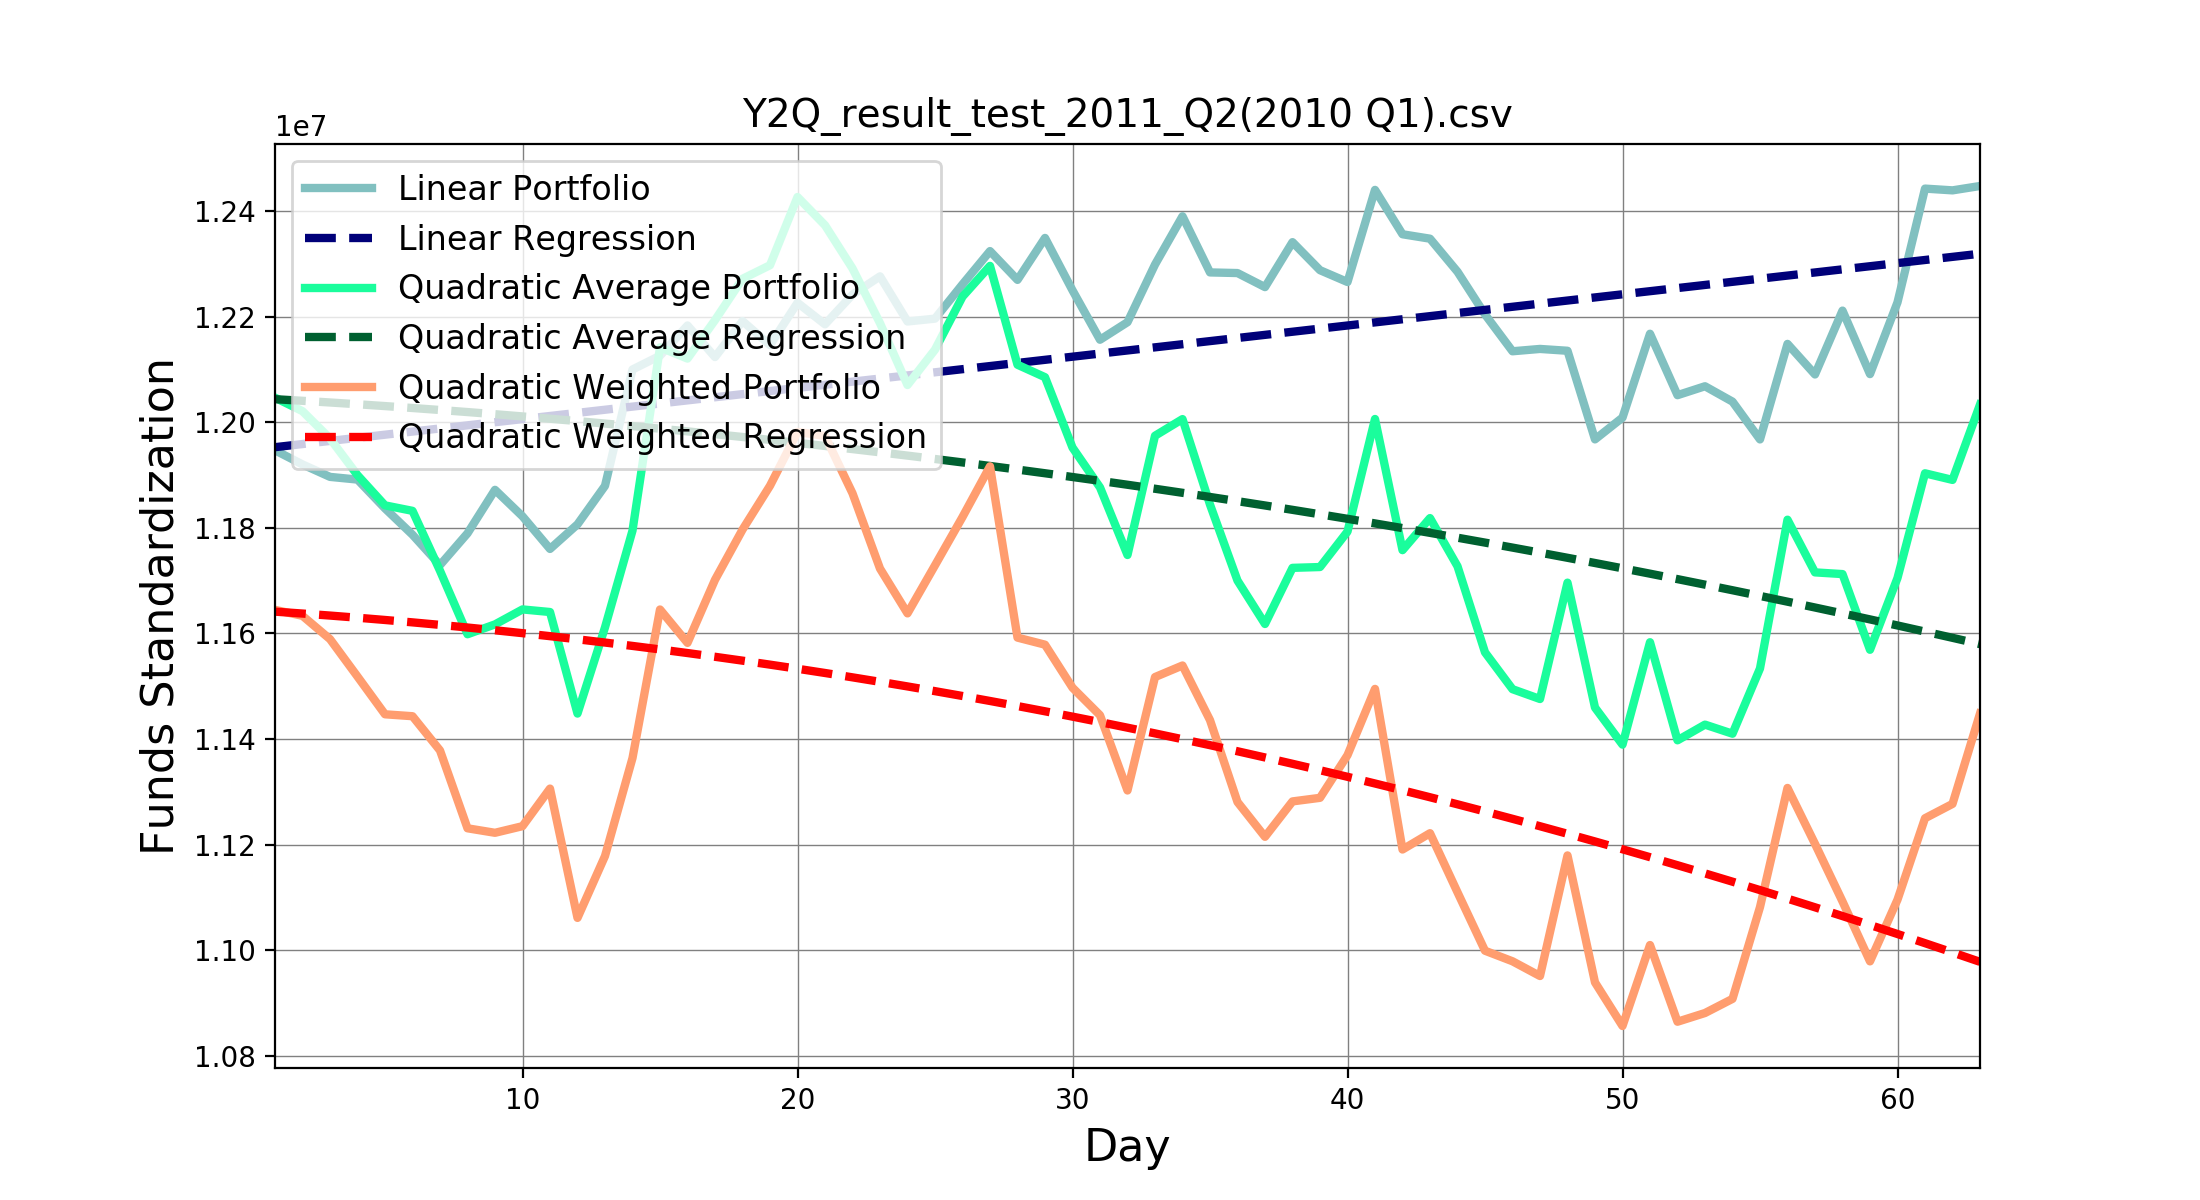 Y2Q_result_test_2011_Q2(2010 Q1).csv
1e7
Linear Portfolio
Linear Regression
Quadratic Average Portfolio
Quadratic Average Regression
Quadratic Weighted Portfolio
Quadratic Weighted Regression
1.24
1.22
1.20
1.18
1.16
1.14
1.12
1.10
1.08
Funds Standardization
10 20 30 40 50 60
Day